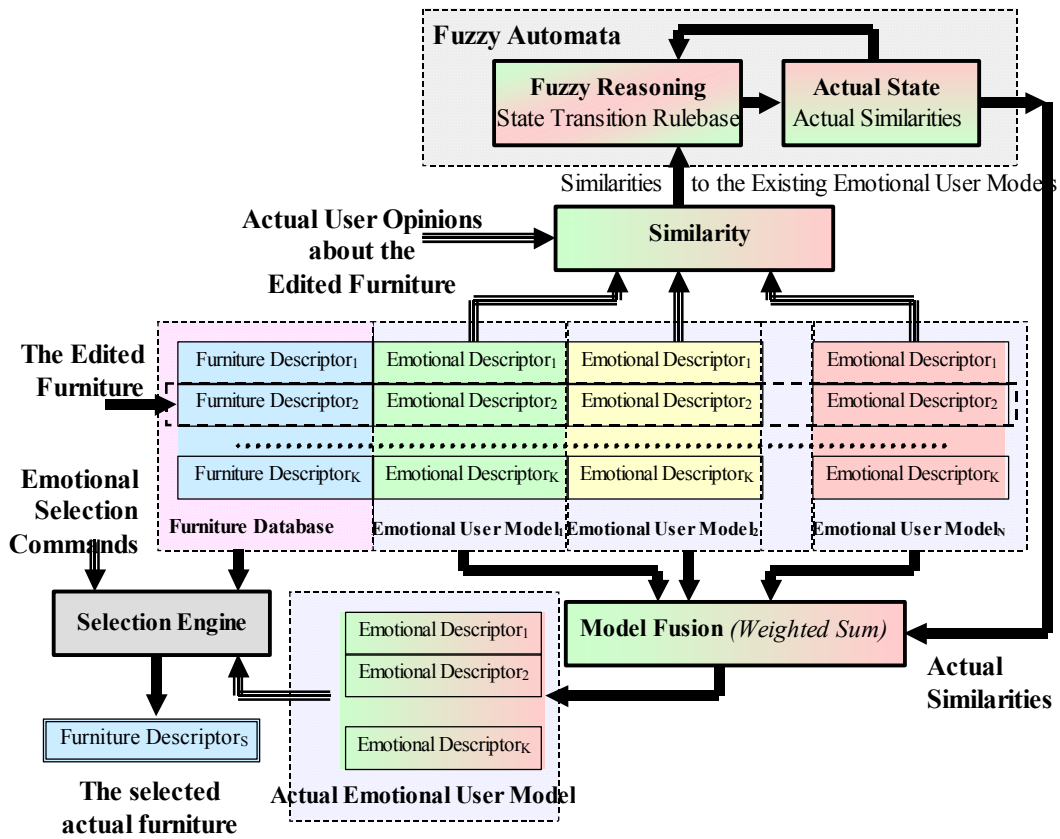 Fuzzy Automata
Fuzzy Reasoning
State Transition Rulebase
Actual State
Actual Similarities
Similarities to the Existing Emotional User Models
Actual User Opinions
about the
Edited Furniture
Similarity
The Edited
Furniture
Furniture Descriptor1 Emotional Descriptor1 Emotional Descriptor1 Emotional Descriptor1
Furniture Descriptor2 Emotional Descriptor2 Emotional Descriptor2 Emotional Descriptor2
Furniture DescriptorK Emotional DescriptorK Emotional DescriptorK Emotional DescriptorK
Furniture Database Emotional User Model1 Emotional User Model2 Emotional User ModelN
Emotional
Selection
Commands
Selection Engine
Emotional Descriptor1
Emotional Descriptor2
Emotional DescriptorK
Actual Emotional User Model
Model Fusion (Weighted Sum)
Actual
Similarities
Furniture DescriptorS
The selected
actual furniture